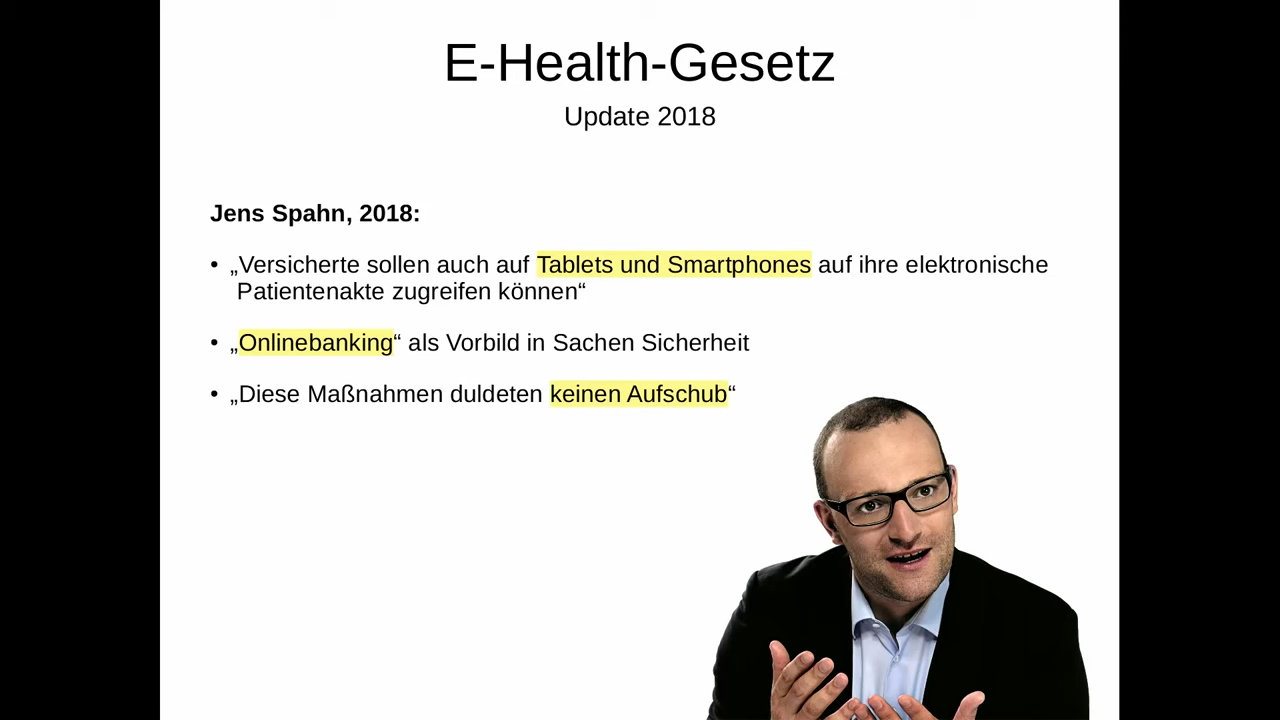 E-Health-Gesetz
Update 2018
Jens Spahn, 2018:
• „Versicherte sollen auch auf Tablets und Smartphones auf ihre elektronische
Patientenakte zugreifen können“
• „Onlinebanking“ als Vorbild in Sachen Sicherheit
• „Diese Maßnahmen duldeten keinen Aufschub“